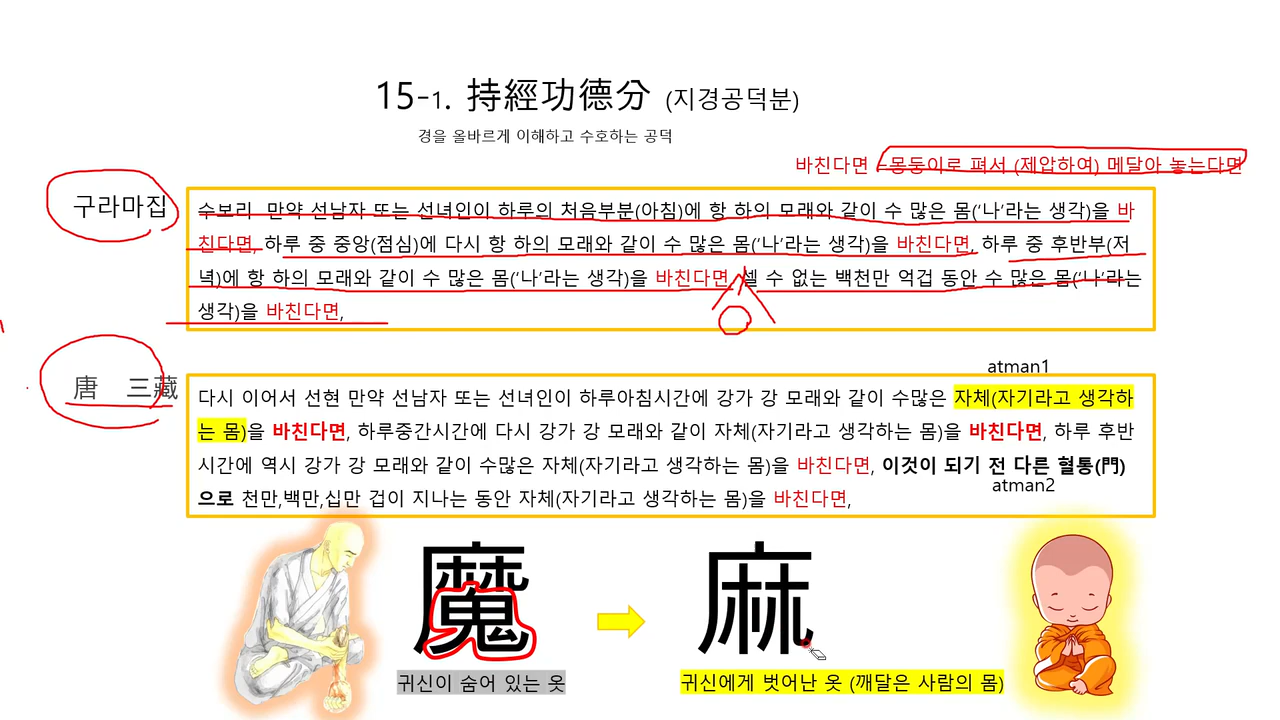 15-1. 持經功德分 (지경공덕분)
경을 올바르게 이해하고 수호하는 공덕
바친다면 -몽둥이로 펴서 (제압하여) 메달아 놓는다면
구라마집
수보리 만약 선남자 또는 선녀인이 하루의 처음부분(아침)에 항 하의 모래와 같이 수 많은 몸('나'라는 생각)을 바
친다면, 하루 중 중앙(점심)에 다시 항 하의 모래와 같이 수 많은 몸('나'라는 생각)을 바친다면, 하루 중 후반부(저
녁)에 항 하의 모래와 같이 수 많은 몸('나'라는 생각)을 바친다면, 셀 수 없는 백천만 억겁 동안 수 많은 몸('나'라는
생각)을 바친다면,
atman1
唐 三藏
다시 이어서 선현 만약 선남자 또는 선녀인이 하루아침시간에 강가 강 모래와 같이 수많은 자체(자기라고 생각하
는 몸)을 바친다면, 하루중간시간에 다시 강가 강 모래와 같이 자체(자기라고 생각하는 몸)을 바친다면, 하루 후반
시간에 역시 강가 강 모래와 같이 수많은 자체(자기라고 생각하는 몸)을 바친다면, 이것이 되기 전 다른 혈통(門)
atman2
으로 천만,백만,십만 겁이 지나는 동안 자체(자기라고 생각하는 몸)을 바친다면,
魔 麻
귀신이 숨어 있는 옷
귀신에게 벗어난 옷 (깨달은 사람의 몸)